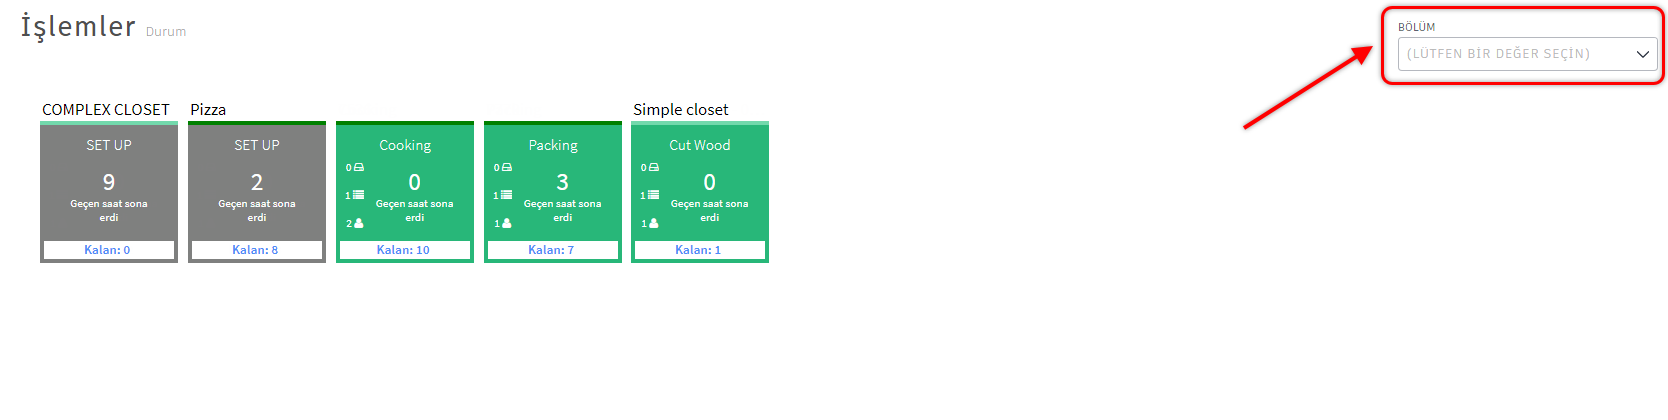 İşlemler Durum
BÖLÜM
(LÜTFEN BİR DEĞER SEÇİN)
COMPLEX CLOSET
SET UP
9
Geçen saat sona
erdi
Kalan: 0
Pizza
SET UP
2
Geçen saat sona
erdi
Kalan: 8
Cooking
0
1
2
0
Geçen saat sona
erdi
Kalan: 10
Packing
0
1
1
3
Geçen saat sona
erdi
Kalan: 7
Simple closet
Cut Wood
0
1
1
0
Geçen saat sona
erdi
Kalan: 1